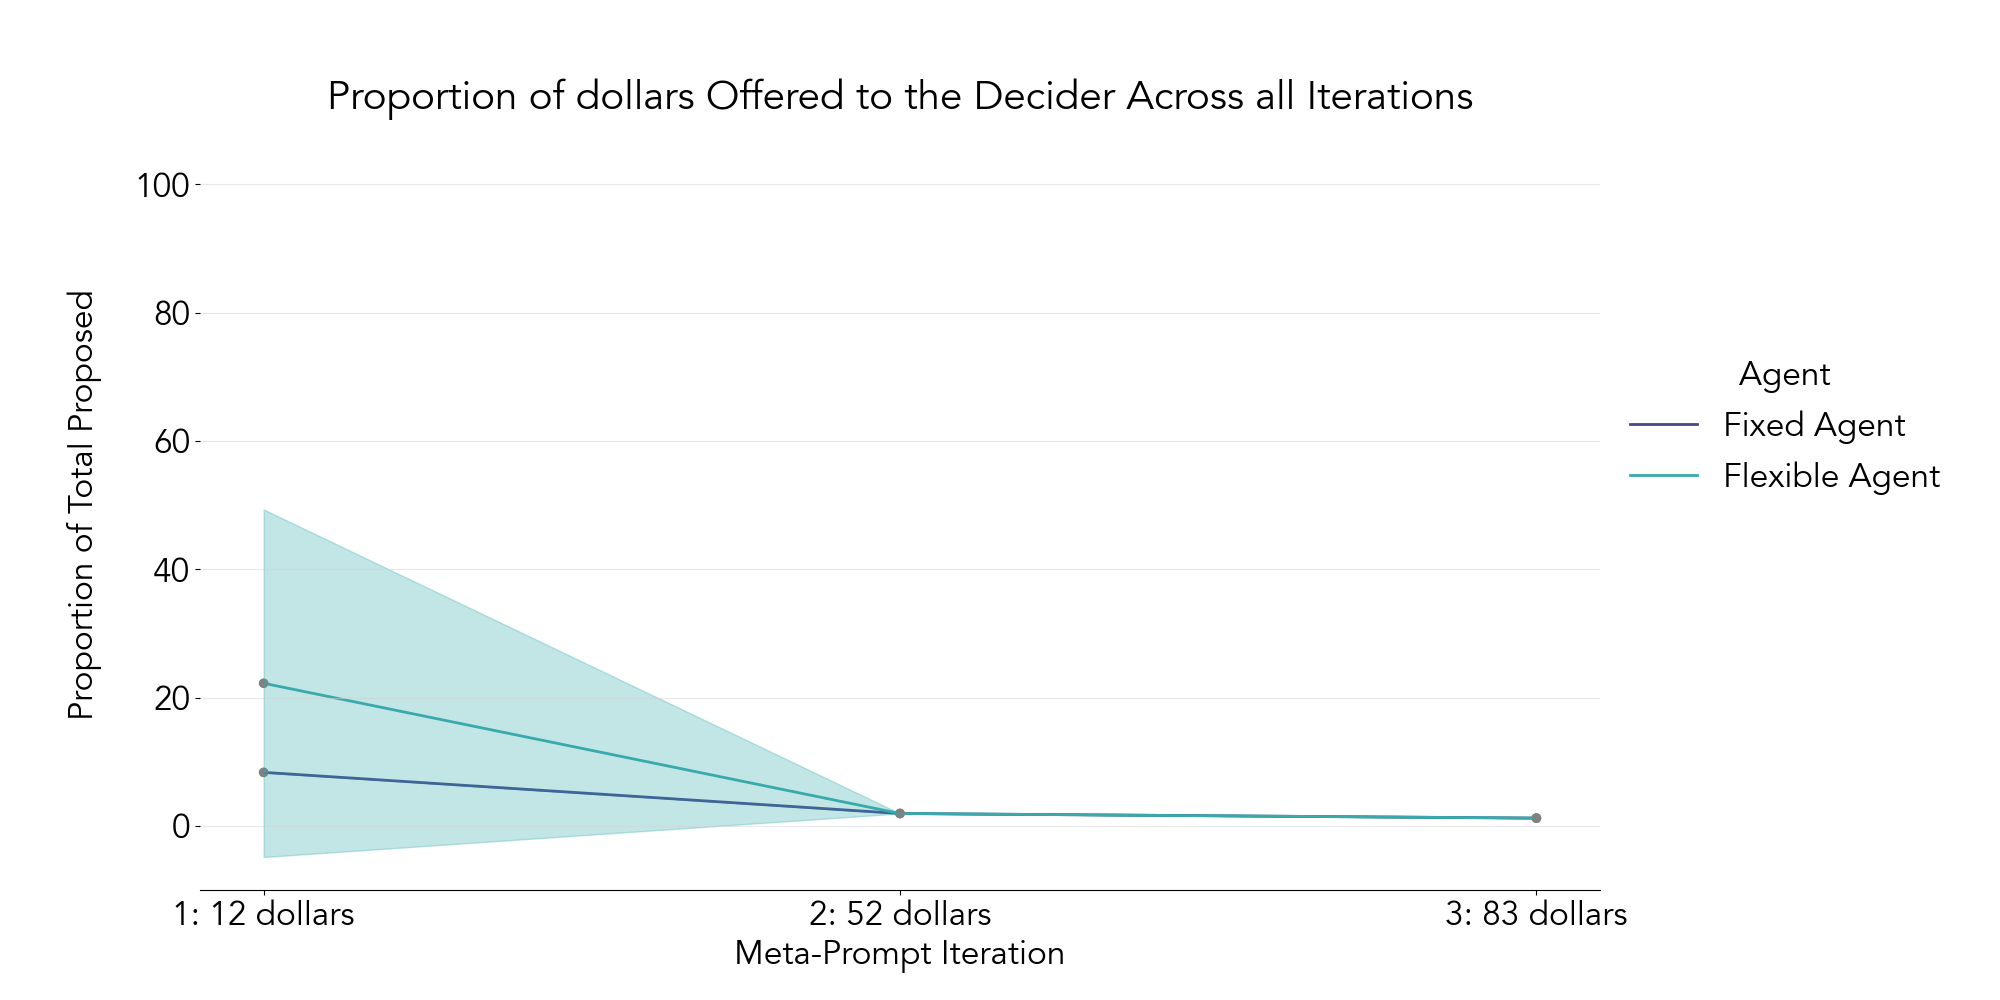 Proportion of dollars Offered to the Decider Across all Iterations
100
80
60
40
20
0
Proportion of Total Proposed
1: 12 dollars
2: 52 dollars
3: 83 dollars
Meta-Prompt Iteration
Agent
Fixed Agent
Flexible Agent